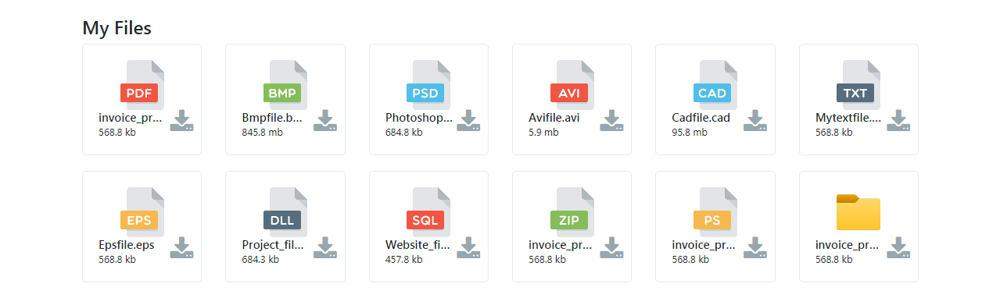 My Files
PDF
invoice_pr...
568.8 kb
BMP
Bmpfile.b...
845.8 mb
PSD
Photoshop...
684.8 kb
AVI
Avifile.avi
5.9 mb
CAD
Cadfile.cad
95.8 mb
TXT
Mytextfile....
568.8 kb
EPS
Epsfile.eps
568.8 kb
DLL
Project_fil...
684.3 kb
SQL
Website_fi...
457.8 kb
ZIP
invoice_pr...
568.8 kb
PS
invoice_pr...
568.8 kb
invoice_pr...
568.8 kb